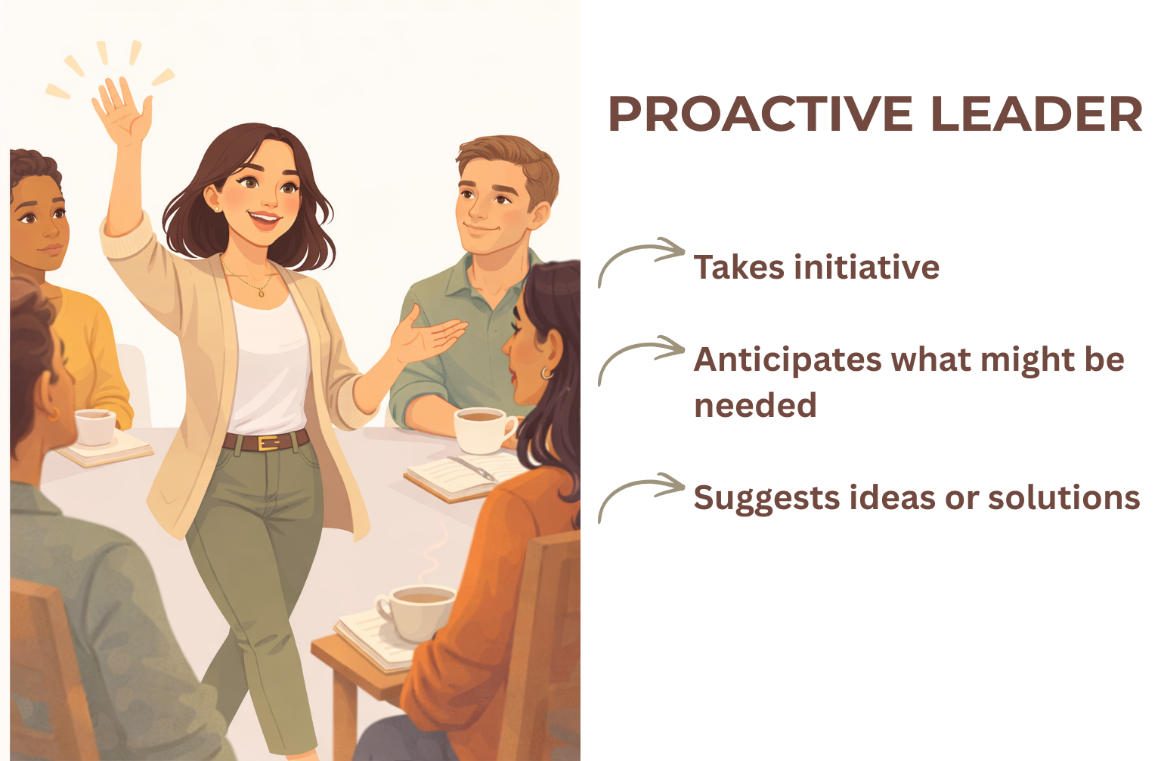 PROACTIVE LEADER
Takes initiative
Anticipates what might be
needed
Suggests ideas or solutions